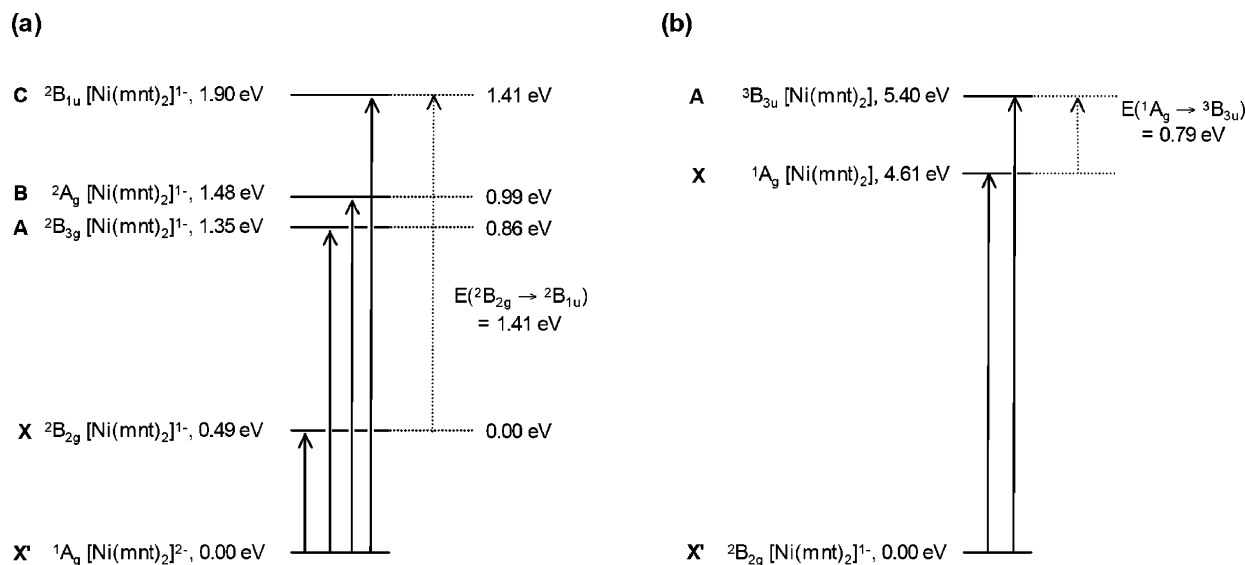 (a)
C ²B₁ᵤ [Ni(mnt)₂]¹⁻, 1.90 eV 1.41 eV
B ²Ag [Ni(mnt)₂]¹⁻, 1.48 eV 0.99 eV
A ²B₃g [Ni(mnt)₂]¹⁻, 1.35 eV 0.86 eV
E(²B₂g → ²B₁ᵤ)
= 1.41 eV
X ²B₂g [Ni(mnt)₂]¹⁻, 0.49 eV 0.00 eV
X' ¹Ag [Ni(mnt)₂]²⁻, 0.00 eV
(b)
A ³B₃ᵤ [Ni(mnt)₂], 5.40 eV
E(¹Ag → ³B₃ᵤ)
= 0.79 eV
X ¹Ag [Ni(mnt)₂], 4.61 eV
X' ²B₂g [Ni(mnt)₂]¹⁻, 0.00 eV